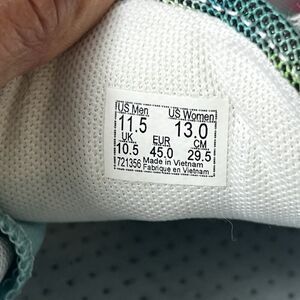 US Men US Women
11.5 13.0
UK EUR CM
10.5 45.0 29.5
721356 Made in Vietnam
Fabrique en Vietnam